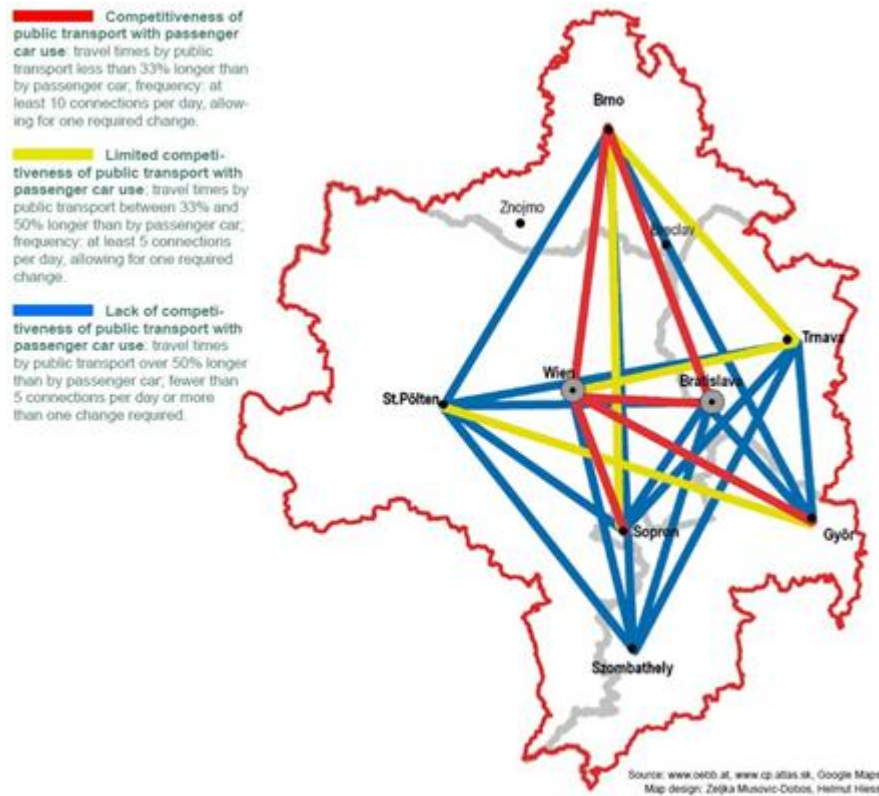 Competitiveness of
public transport with passenger
car use: travel times by public
transport less than 33% longer than
by passenger car; frequency: at
least 10 connections per day, allow-
ing for one required change.
Limited competi-
tiveness of public transport with
passenger car use; travel times by
public transport between 33% and
50% longer than by passenger car;
frequency: at least 5 connections
per day, allowing for one required
change.
Lack of competi-
tiveness of public transport with
passenger car use: travel times
by public transport over 50% longer
than by passenger car; fewer than
5 connections per day or more
than one change required.
Brno
Znojmo
Breclav
Trnava
Wien
Bratislava
St.Pölten
Sopron
Györ
Szombathely
Source: www.oebb.at, www.cp.atlas.sk, Google Maps
Map design: Zeljka Musovic-Dobos, Helmut Hiess